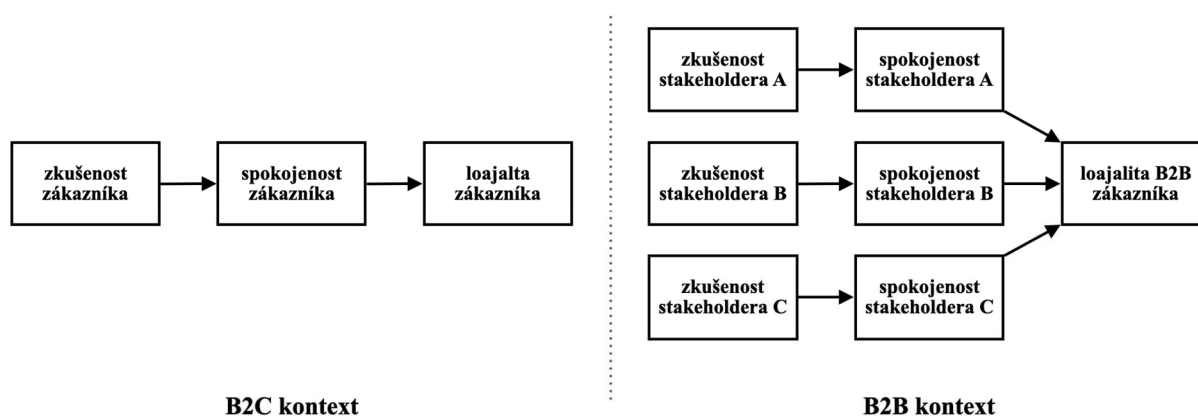 zkušenost
zákazníka
spokojenost
zákazníka
loajalta
zákazníka
B2C kontext
zkušenost
stakeholdera A
spokojenost
stakeholdera A
zkušenost
stakeholdera B
spokojenost
stakeholdera B
loajalita B2B
zákazníka
zkušenost
stakeholdera C
spokojenost
stakeholdera C
B2B kontext